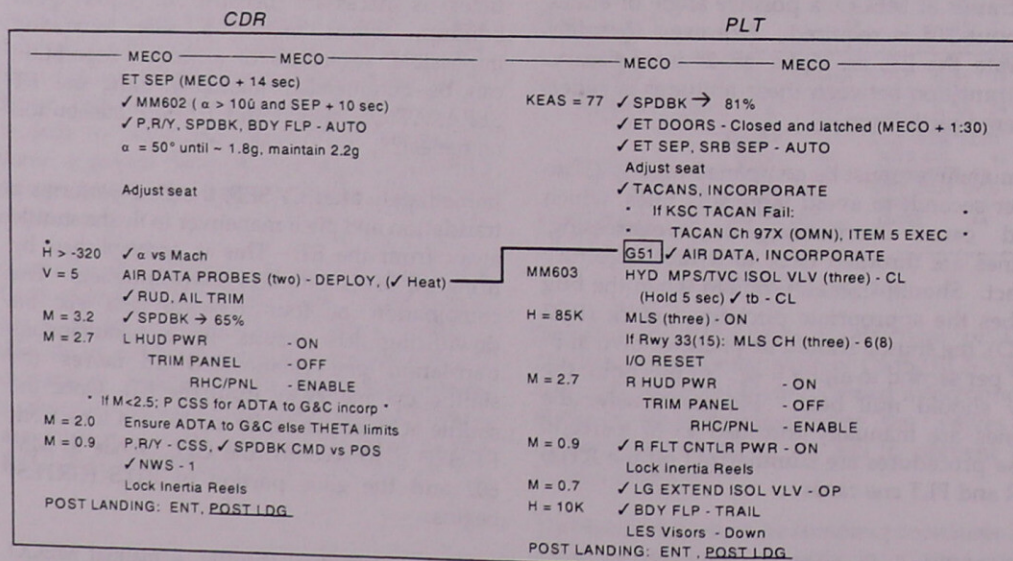 CDR
MECO MECO
ET SEP (MECO + 14 sec)
✓MM602 ( α > 10ú and SEP + 10 sec)
✓P,R/Y, SPDBK, BDY FLP - AUTO
α = 50° until ~ 1.8g, maintain 2.2g
Adjust seat
Ḣ > -320 ✓α vs Mach
V = 5 AIR DATA PROBES (two) - DEPLOY, (✓ Heat)
✓RUD, AIL TRIM
M = 3.2 ✓SPDBK → 65%
M = 2.7 L HUD PWR - ON
TRIM PANEL - OFF
RHC/PNL - ENABLE
* If M<2.5; P CSS for ADTA to G&C incorp *
M = 2.0 Ensure ADTA to G&C else THETA limits
M = 0.9 P,R/Y - CSS, ✓SPDBK CMD vs POS
✓NWS - 1
Lock Inertia Reels
POST LANDING: ENT, POST LDG
PLT
MECO MECO
KEAS = 77 ✓SPDBK → 81%
✓ET DOORS - Closed and latched (MECO + 1:30)
✓ET SEP, SRB SEP - AUTO
Adjust seat
✓TACANS, INCORPORATE
* If KSC TACAN Fail: *
TACAN Ch 97X (OMN), ITEM 5 EXEC
G51 ✓AIR DATA, INCORPORATE
MM603 HYD MPS/TVC ISOL VLV (three) - CL
(Hold 5 sec) ✓tb - CL
H = 85K MLS (three) - ON
If Rwy 33(15): MLS CH (three) - 6(8)
I/O RESET
M = 2.7 R HUD PWR - ON
TRIM PANEL - OFF
RHC/PNL - ENABLE
M = 0.9 ✓R FLT CNTLR PWR - ON
Lock Inertia Reels
M = 0.7 ✓LG EXTEND ISOL VLV - OP
H = 10K ✓BDY FLP - TRAIL
LES Visors - Down
POST LANDING: ENT, POST LDG